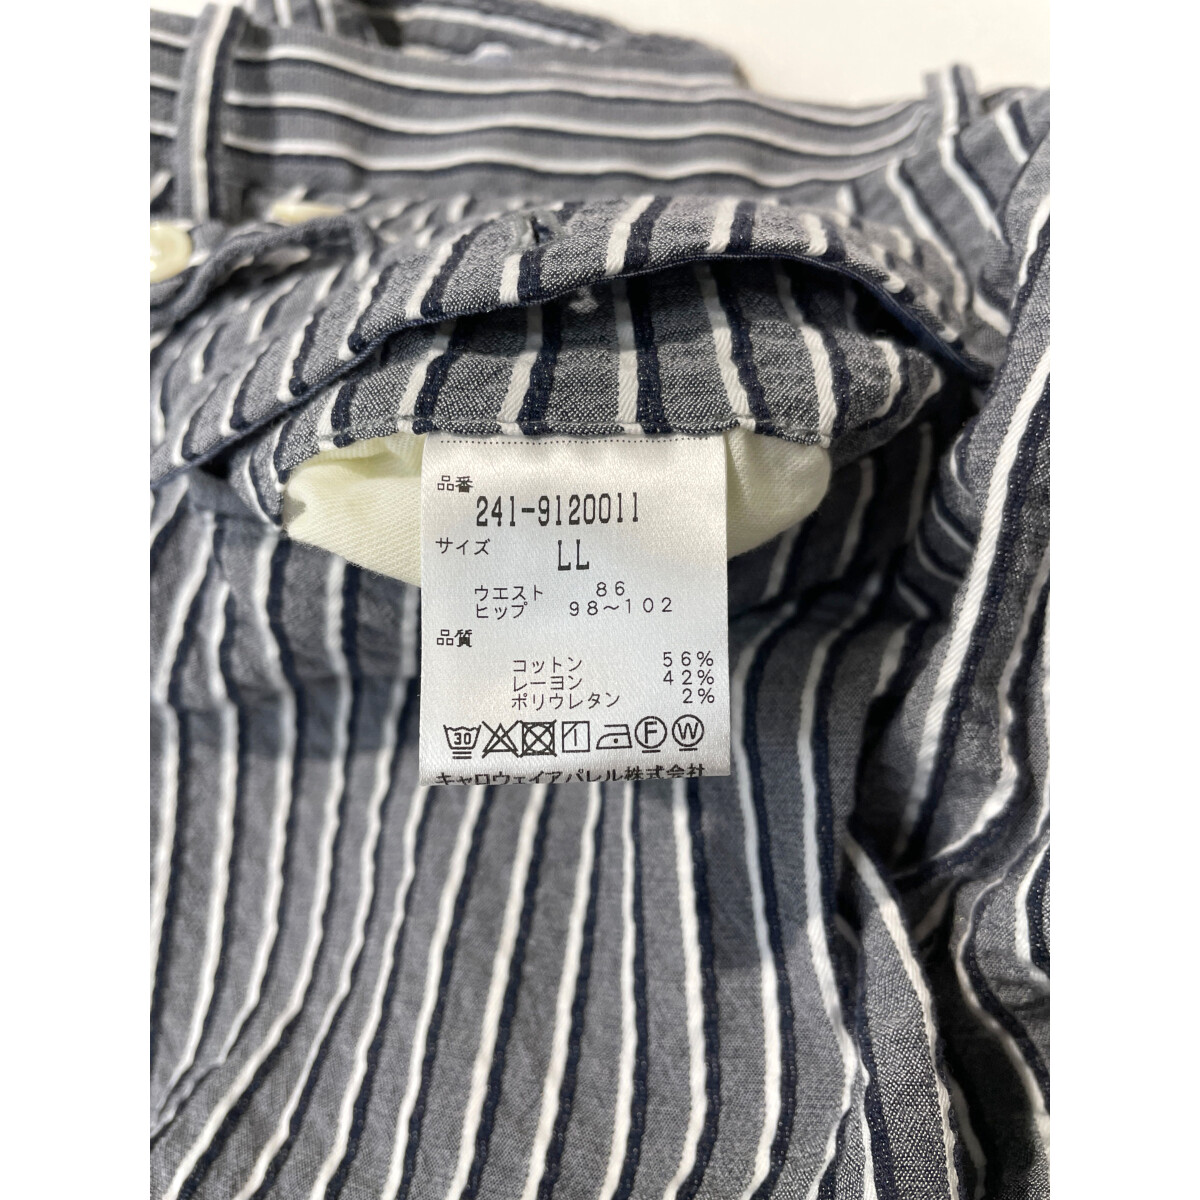 品番
241-9120011
サイズ
LL
ウエスト 86
ヒップ 98〜102
品質
コットン 56%
レーヨン 42%
ポリウレタン 2%
30 1 F W
キャロウェイアパレル株式会社